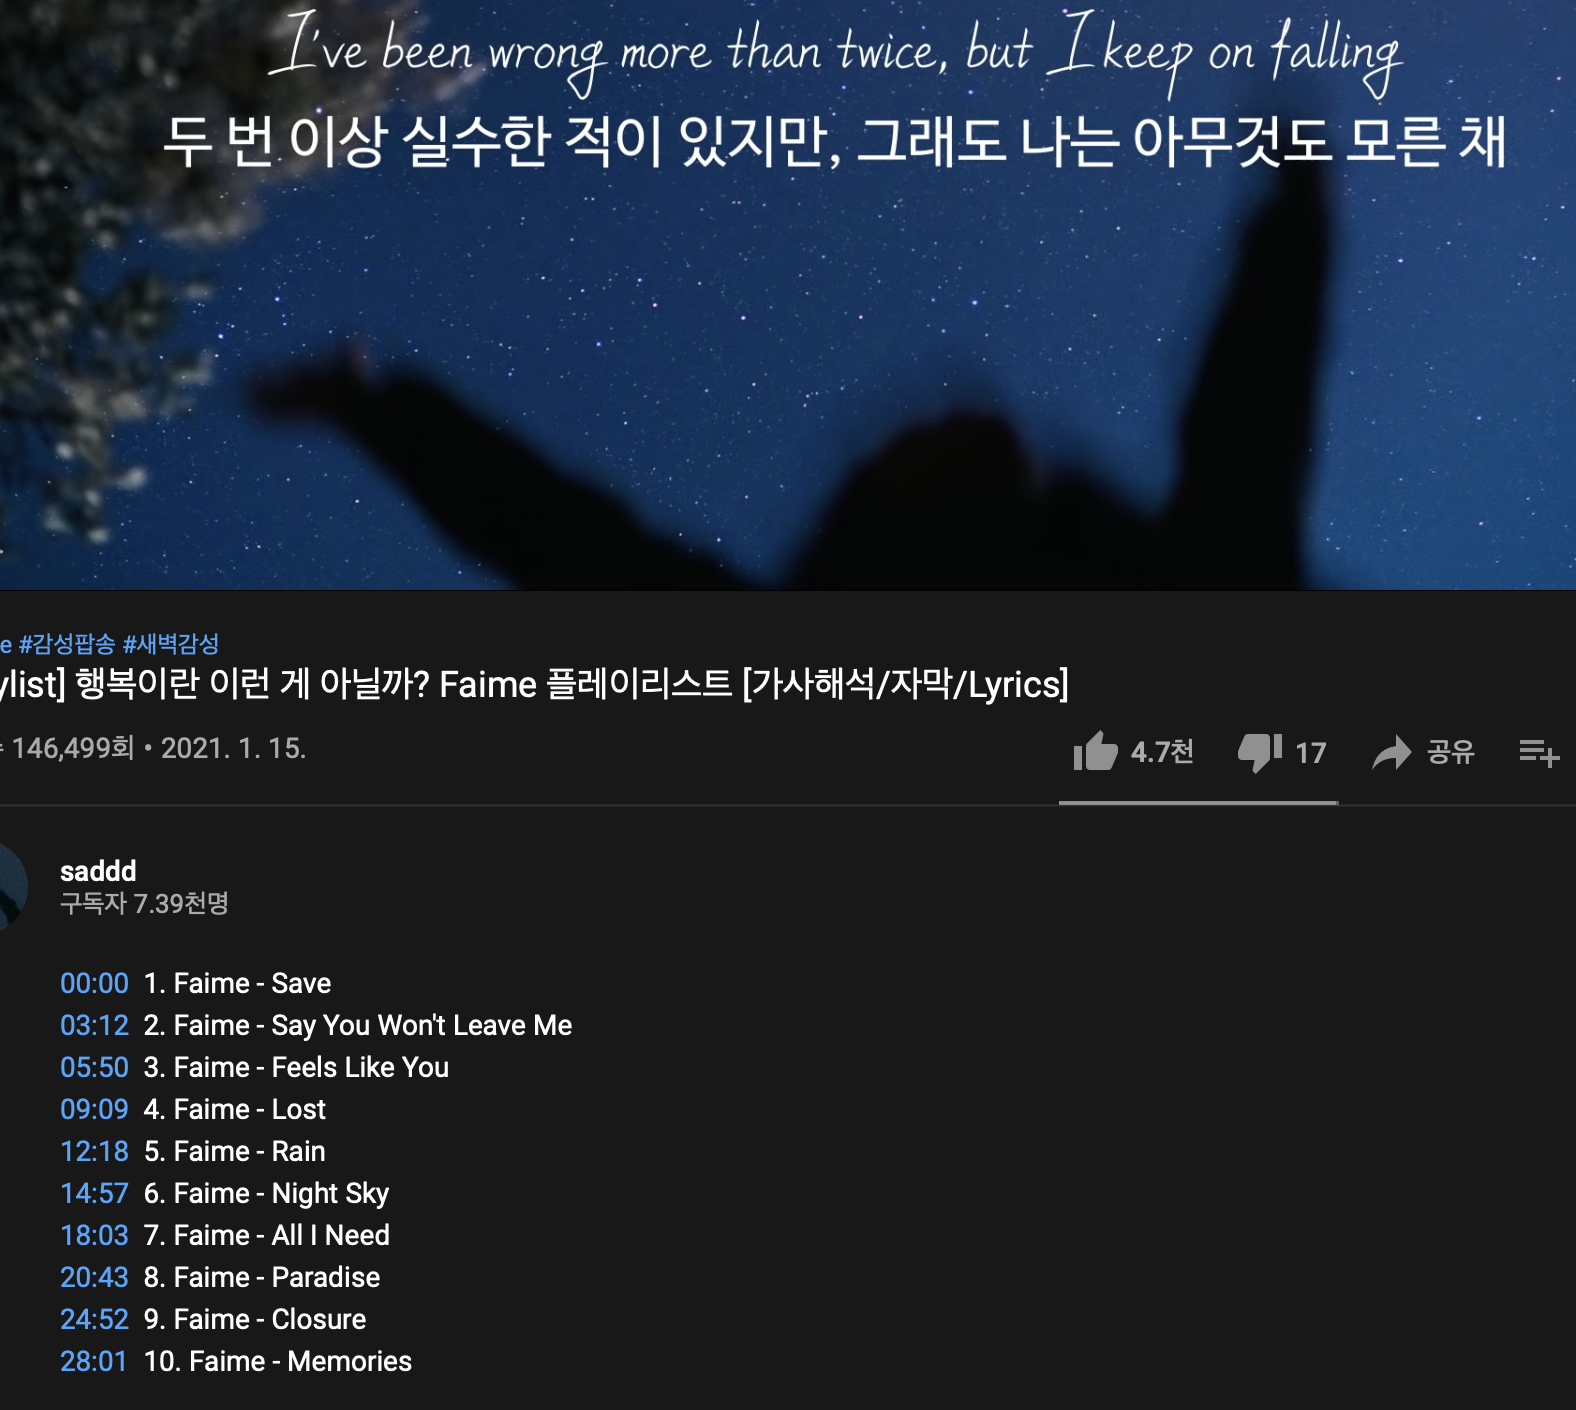 I've been wrong more than twice, but I keep on falling
두 번 이상 실수한 적이 있지만, 그래도 나는 아무것도 모른 채
#감성팝송 #새벽감성
행복이란 이런 게 아닐까? Faime 플레이리스트 [가사해석/자막/Lyrics]
146,499회 • 2021. 1. 15.
4.7천 17 공유
saddd
구독자 7.39천명
00:00 1. Faime - Save
03:12 2. Faime - Say You Won't Leave Me
05:50 3. Faime - Feels Like You
09:09 4. Faime - Lost
12:18 5. Faime - Rain
14:57 6. Faime - Night Sky
18:03 7. Faime - All I Need
20:43 8. Faime - Paradise
24:52 9. Faime - Closure
28:01 10. Faime - Memories